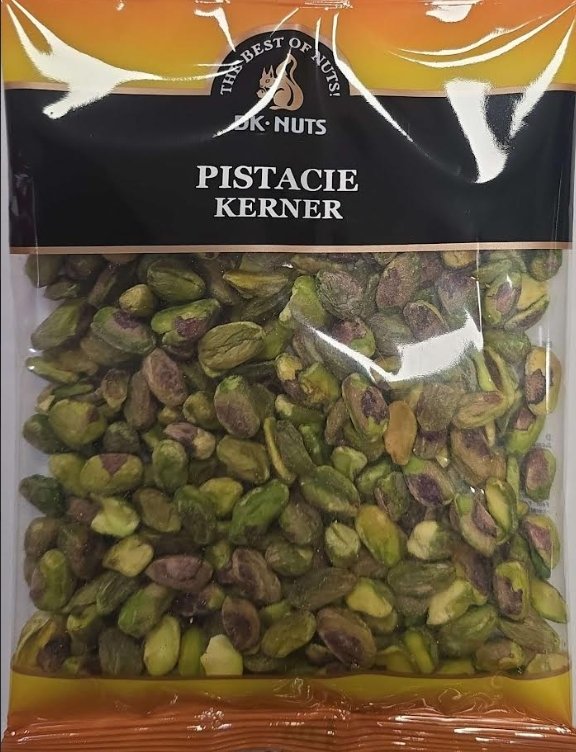 THE BEST OF NUTS!
DK·NUTS
PISTACIE
KERNER